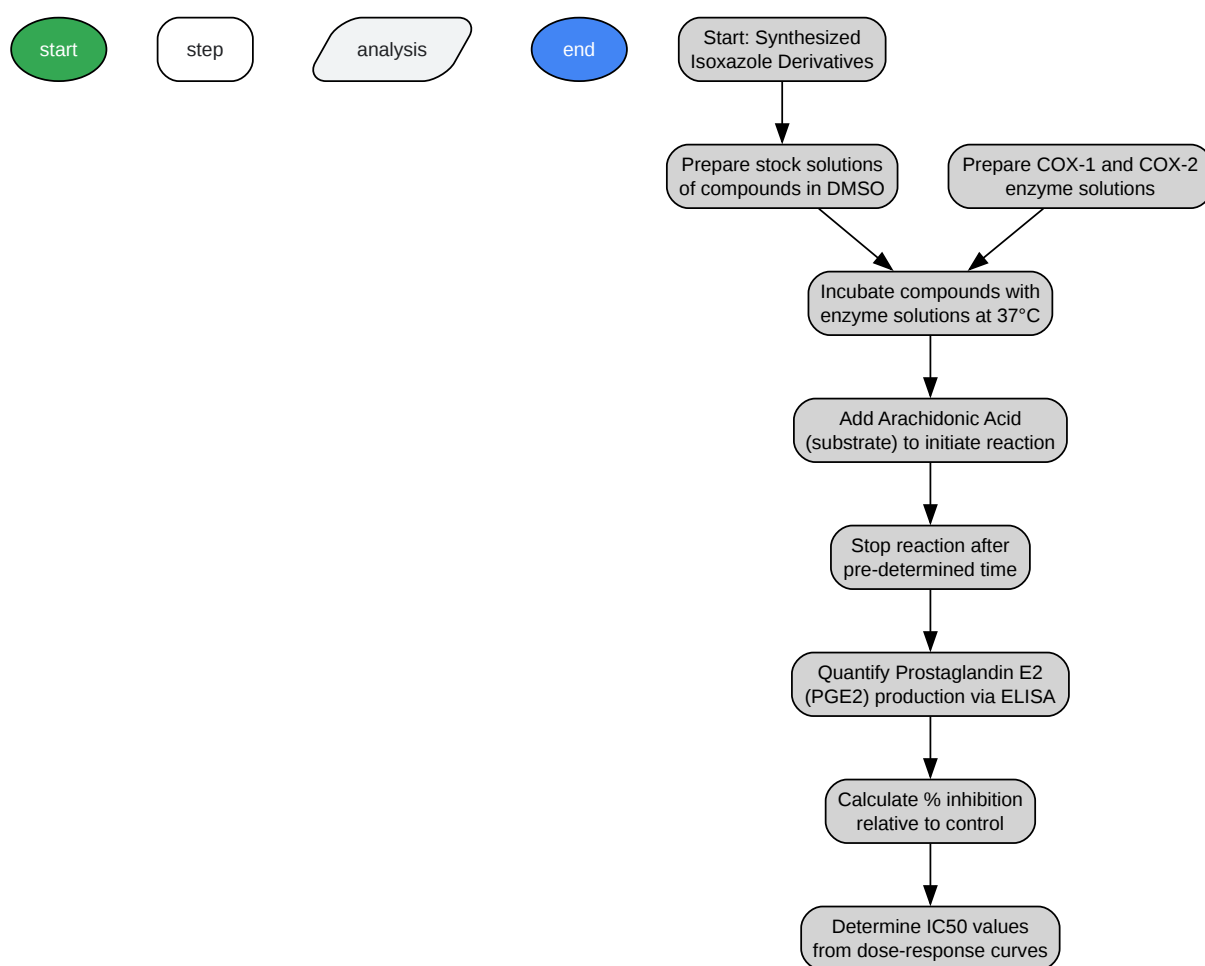 start
step
analysis
end
Start: Synthesized
Isoxazole Derivatives
Prepare stock solutions
of compounds in DMSO
Prepare COX-1 and COX-2
enzyme solutions
Incubate compounds with
enzyme solutions at 37°C
Add Arachidonic Acid
(substrate) to initiate reaction
Stop reaction after
pre-determined time
Quantify Prostaglandin E2
(PGE2) production via ELISA
Calculate % inhibition
relative to control
Determine IC50 values
from dose-response curves